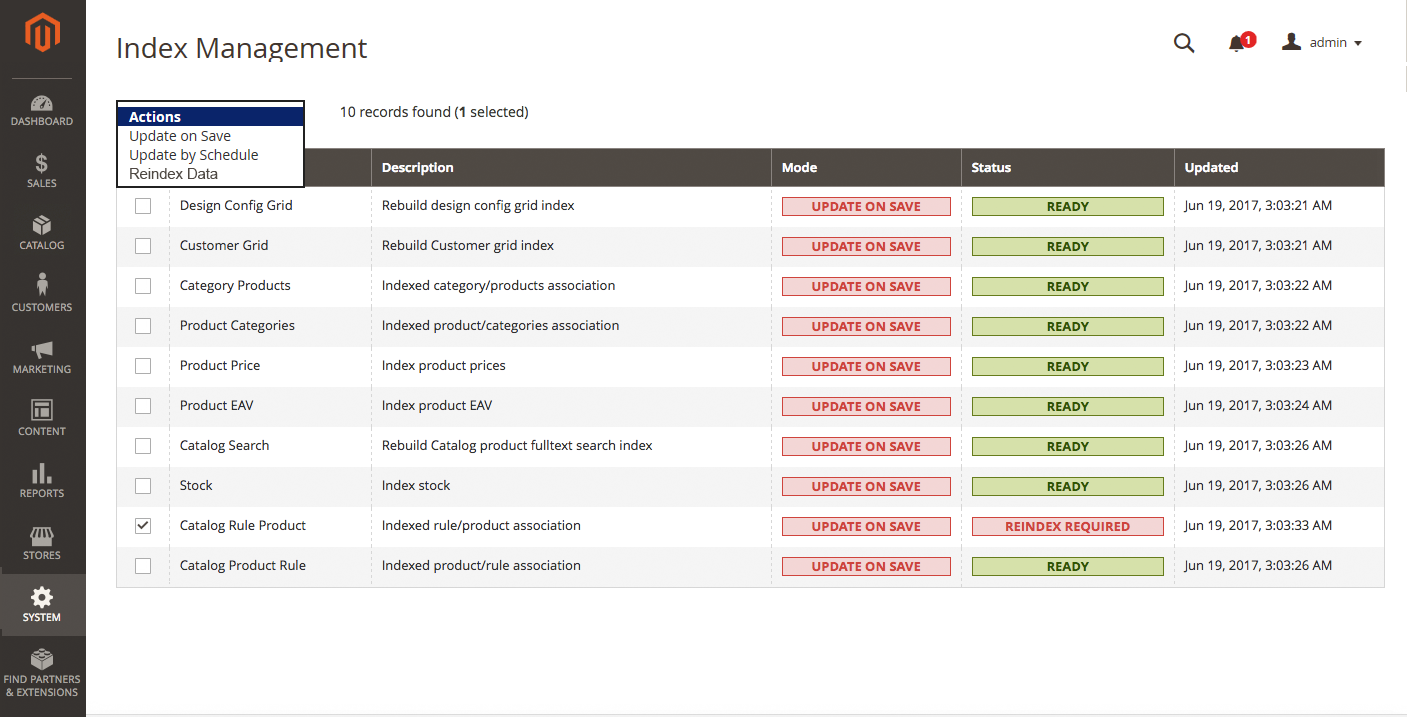 Index Management
1
admin
10 records found (1 selected)
Actions
Update on Save
Update by Schedule
Reindex Data
Description Mode Status Updated
Design Config Grid Rebuild design config grid index UPDATE ON SAVE READY Jun 19, 2017, 3:03:21 AM
Customer Grid Rebuild Customer grid index UPDATE ON SAVE READY Jun 19, 2017, 3:03:21 AM
Category Products Indexed category/products association UPDATE ON SAVE READY Jun 19, 2017, 3:03:22 AM
Product Categories Indexed product/categories association UPDATE ON SAVE READY Jun 19, 2017, 3:03:22 AM
Product Price Index product prices UPDATE ON SAVE READY Jun 19, 2017, 3:03:23 AM
Product EAV Index product EAV UPDATE ON SAVE READY Jun 19, 2017, 3:03:24 AM
Catalog Search Rebuild Catalog product fulltext search index UPDATE ON SAVE READY Jun 19, 2017, 3:03:26 AM
Stock Index stock UPDATE ON SAVE READY Jun 19, 2017, 3:03:26 AM
Catalog Rule Product Indexed rule/product association UPDATE ON SAVE REINDEX REQUIRED Jun 19, 2017, 3:03:33 AM
Catalog Product Rule Indexed product/rule association UPDATE ON SAVE READY Jun 19, 2017, 3:03:26 AM
DASHBOARD
SALES
CATALOG
CUSTOMERS
MARKETING
CONTENT
REPORTS
STORES
SYSTEM
FIND PARTNERS
& EXTENSIONS